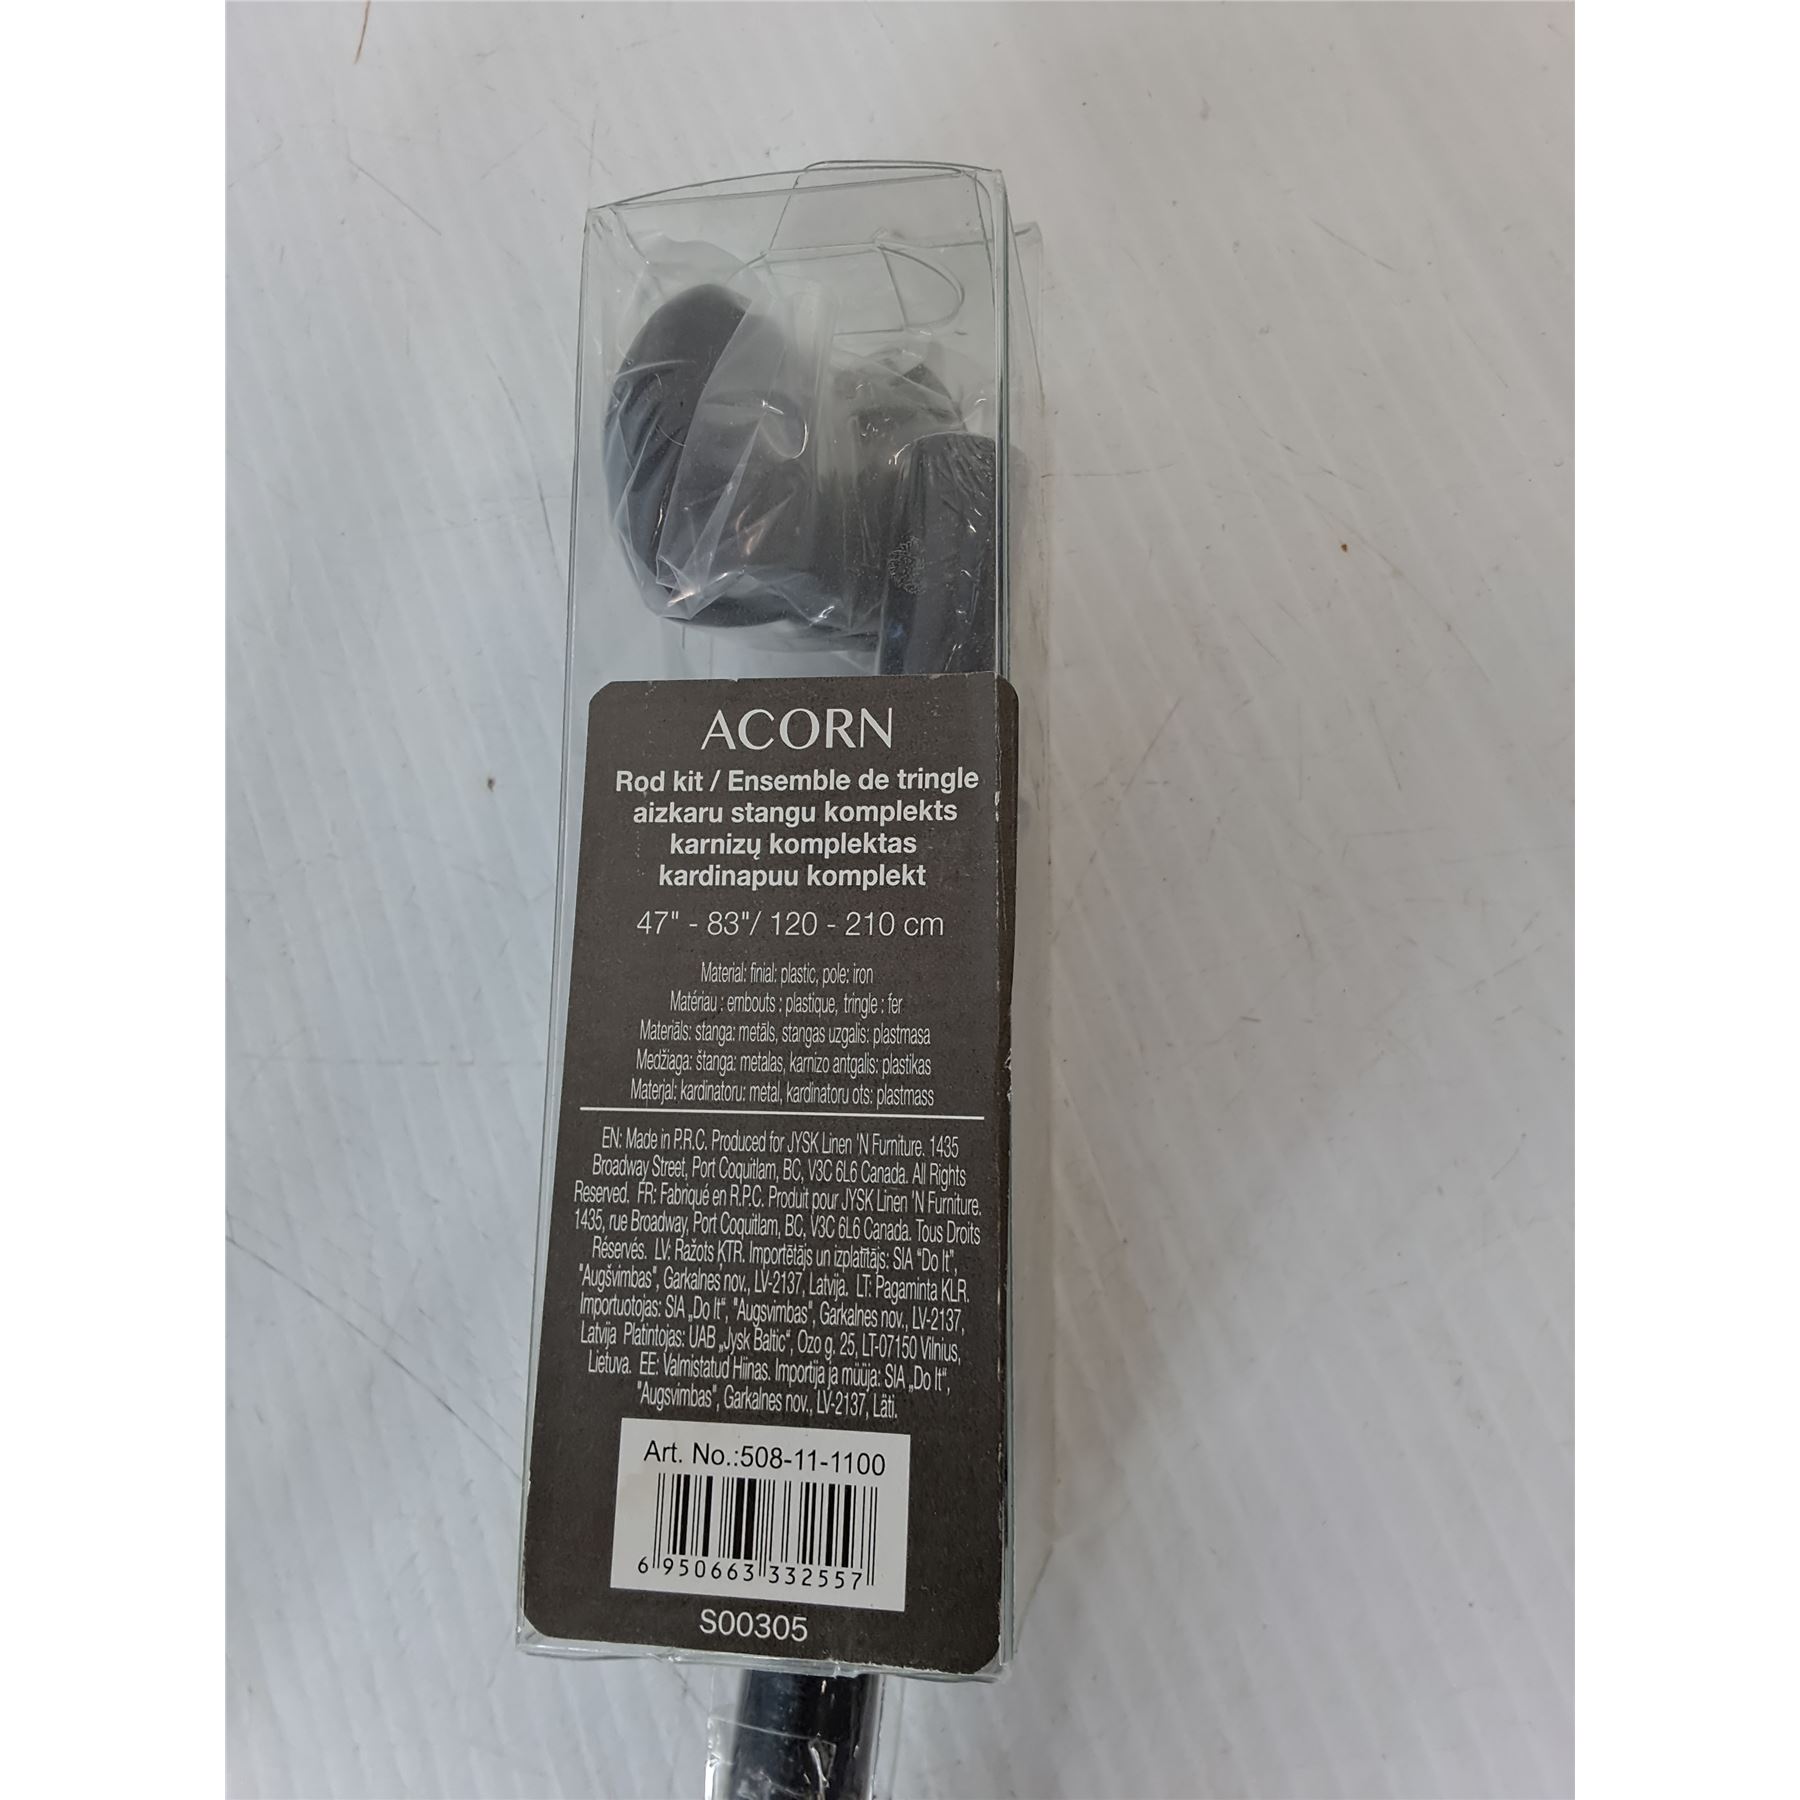 ACORN
Rod kit / Ensemble de tringle
aizkaru stangu komplekts
karnizų komplektas
kardinapuu komplekt
47" - 83"/ 120 - 210 cm
Material: finial: plastic, pole: iron
Matériau : embouts : plastique, tringle : fer
Materiāls: stanga: metāls, stangas uzgalis: plastmasa
Medžiaga: štanga: metalas, karnizo antgalis: plastikas
Materjal: kardinatoru: metal, kardinatoru ots: plastmass
EN: Made in P.R.C. Produced for JYSK Linen 'N Furniture. 1435
Broadway Street, Port Coquitlam, BC, V3C 6L6 Canada. All Rights
Reserved. FR: Fabriqué en R.P.C. Produit pour JYSK Linen 'N Furniture.
1435, rue Broadway, Port Coquitlam, BC, V3C 6L6 Canada. Tous Droits
Réservés. LV: Ražots ĶTR. Importētājs un izplatītājs: SIA "Do It",
"Augšvimbas", Garkalnes nov., LV-2137, Latvija. LT: Pagaminta KLR.
Importuotojas: SIA „Do It“, "Augsvimbas", Garkalnes nov., LV-2137,
Latvija Platintojas: UAB „Jysk Baltic“, Ozo g. 25, LT-07150 Vilnius,
Lietuva. EE: Valmistatud Hiinas. Importija ja müüja: SIA „Do It“,
"Augsvimbas", Garkalnes nov., LV-2137, Läti.
Art. No.:508-11-1100
6 950663 332557
S00305